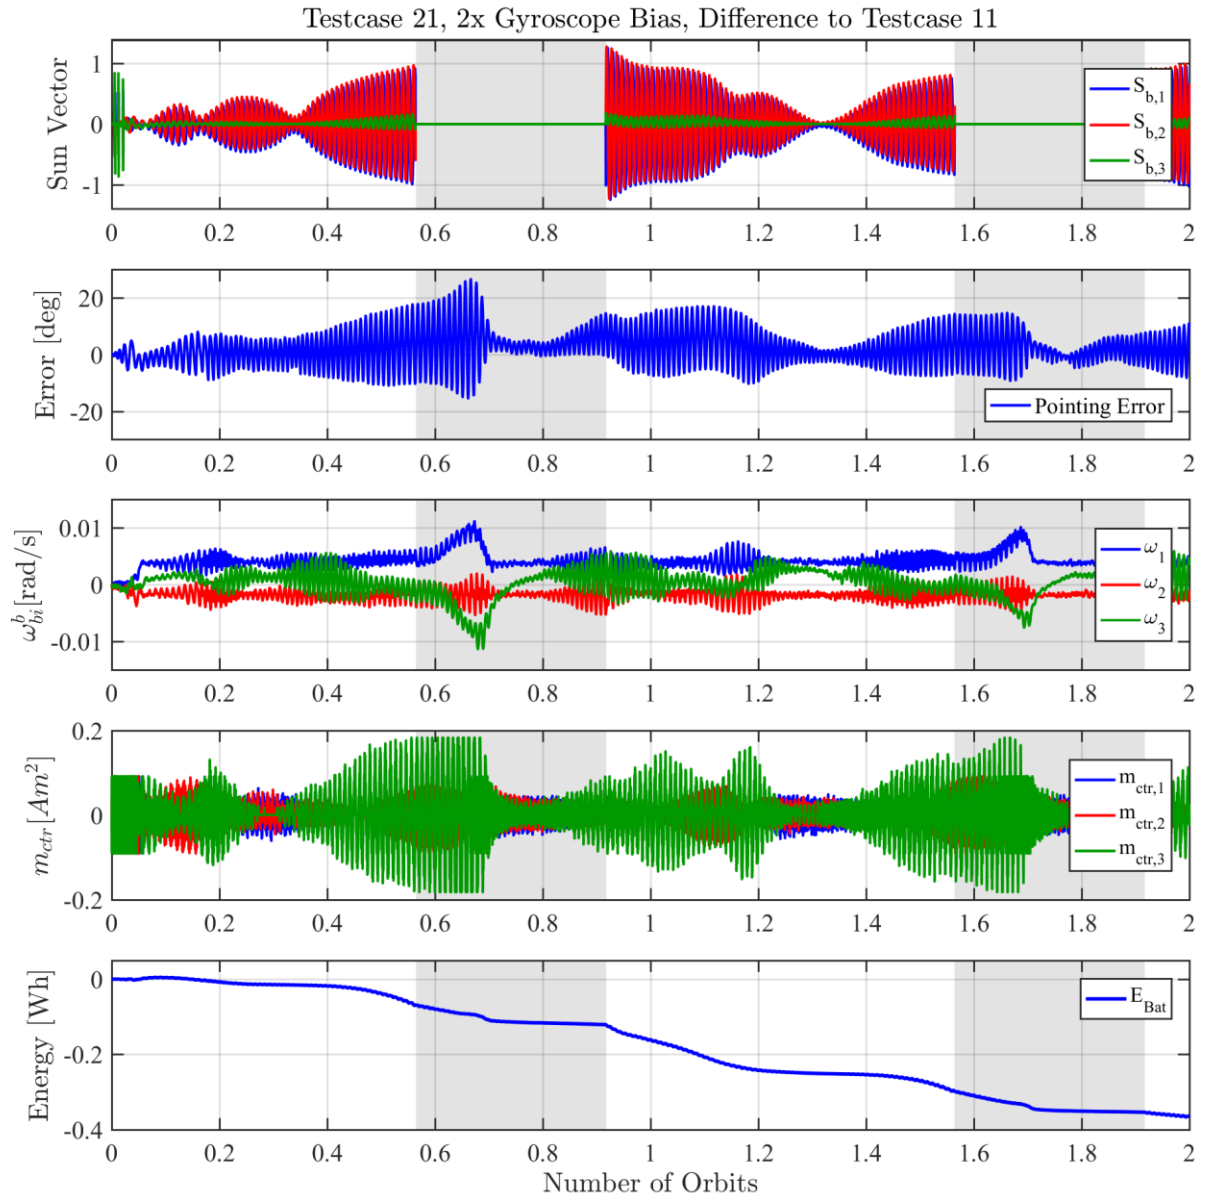 Testcase 21, 2x Gyroscope Bias, Difference to Testcase 11
Sun Vector
1
0
-1
S_b,1
S_b,2
S_b,3
0 0.2 0.4 0.6 0.8 1 1.2 1.4 1.6 1.8 2
Error [deg]
20
0
-20
Pointing Error
0 0.2 0.4 0.6 0.8 1 1.2 1.4 1.6 1.8 2
ω^b_bi[rad/s]
0.01
0
-0.01
ω_1
ω_2
ω_3
0 0.2 0.4 0.6 0.8 1 1.2 1.4 1.6 1.8 2
m_ctr[Am^2]
0.2
0
-0.2
m_ctr,1
m_ctr,2
m_ctr,3
0 0.2 0.4 0.6 0.8 1 1.2 1.4 1.6 1.8 2
Energy [Wh]
0
-0.2
-0.4
E_Bat
0 0.2 0.4 0.6 0.8 1 1.2 1.4 1.6 1.8 2
Number of Orbits